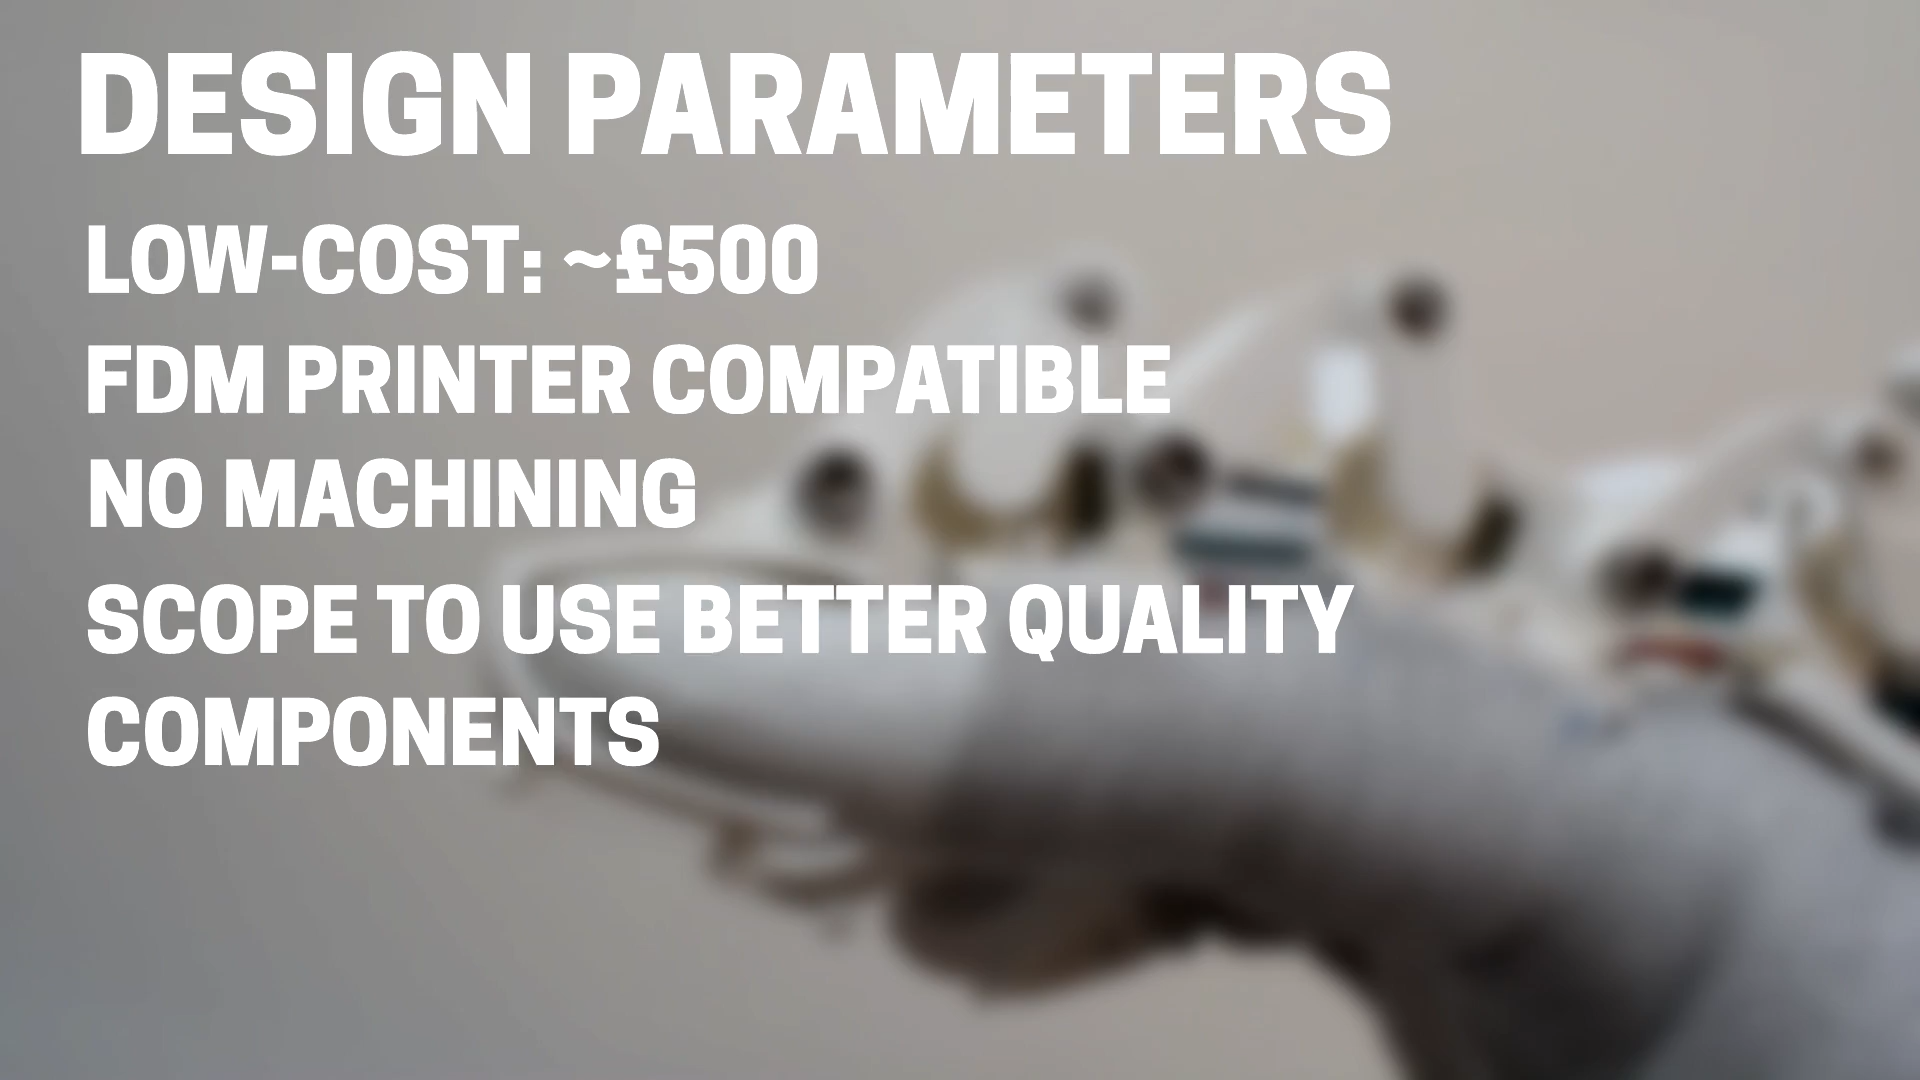 DESIGN PARAMETERS
LOW-COST: ~£500
FDM PRINTER COMPATIBLE
NO MACHINING
SCOPE TO USE BETTER QUALITY
COMPONENTS